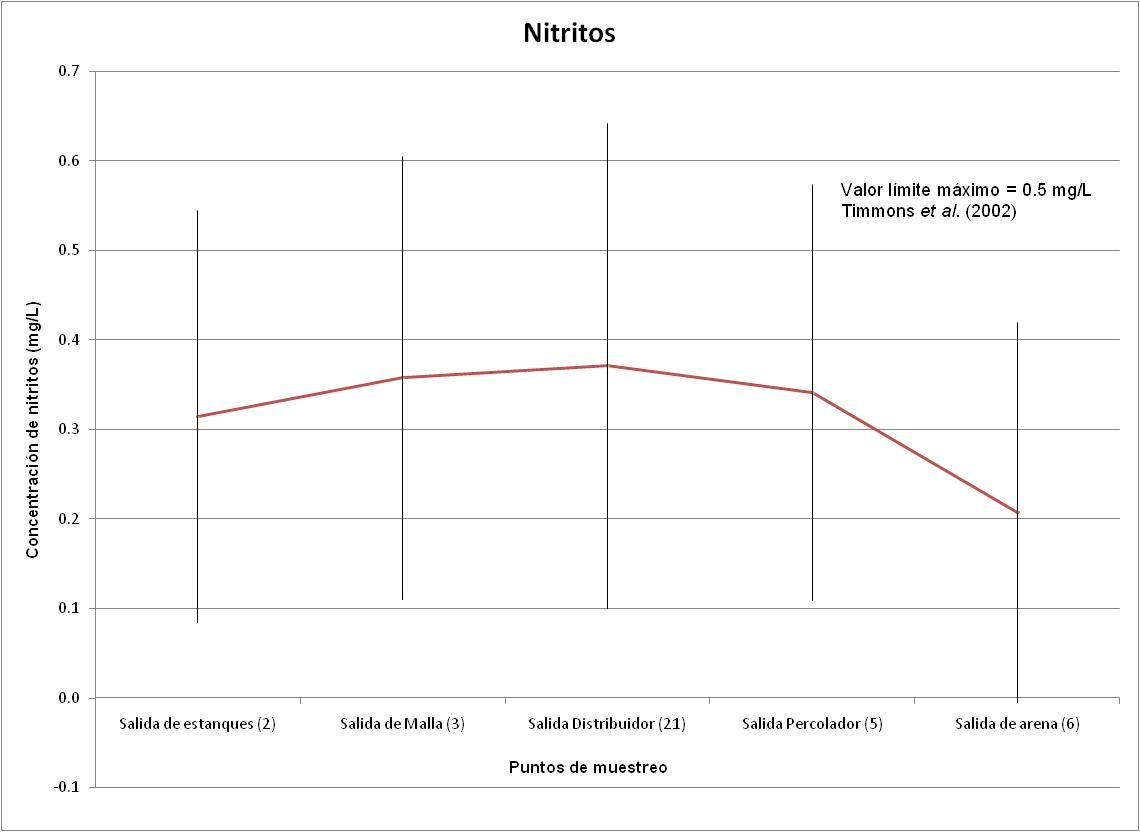 Nitritos
0.7
0.6
0.5
0.4
0.3
0.2
0.1
0.0
-0.1
Concentración de nitritos (mg/L)
Valor límite máximo = 0.5 mg/L
Timmons et al. (2002)
Salida de estanques (2)
Salida de Malla (3)
Salida Distribuidor (21)
Salida Percolador (5)
Salida de arena (6)
Puntos de muestreo